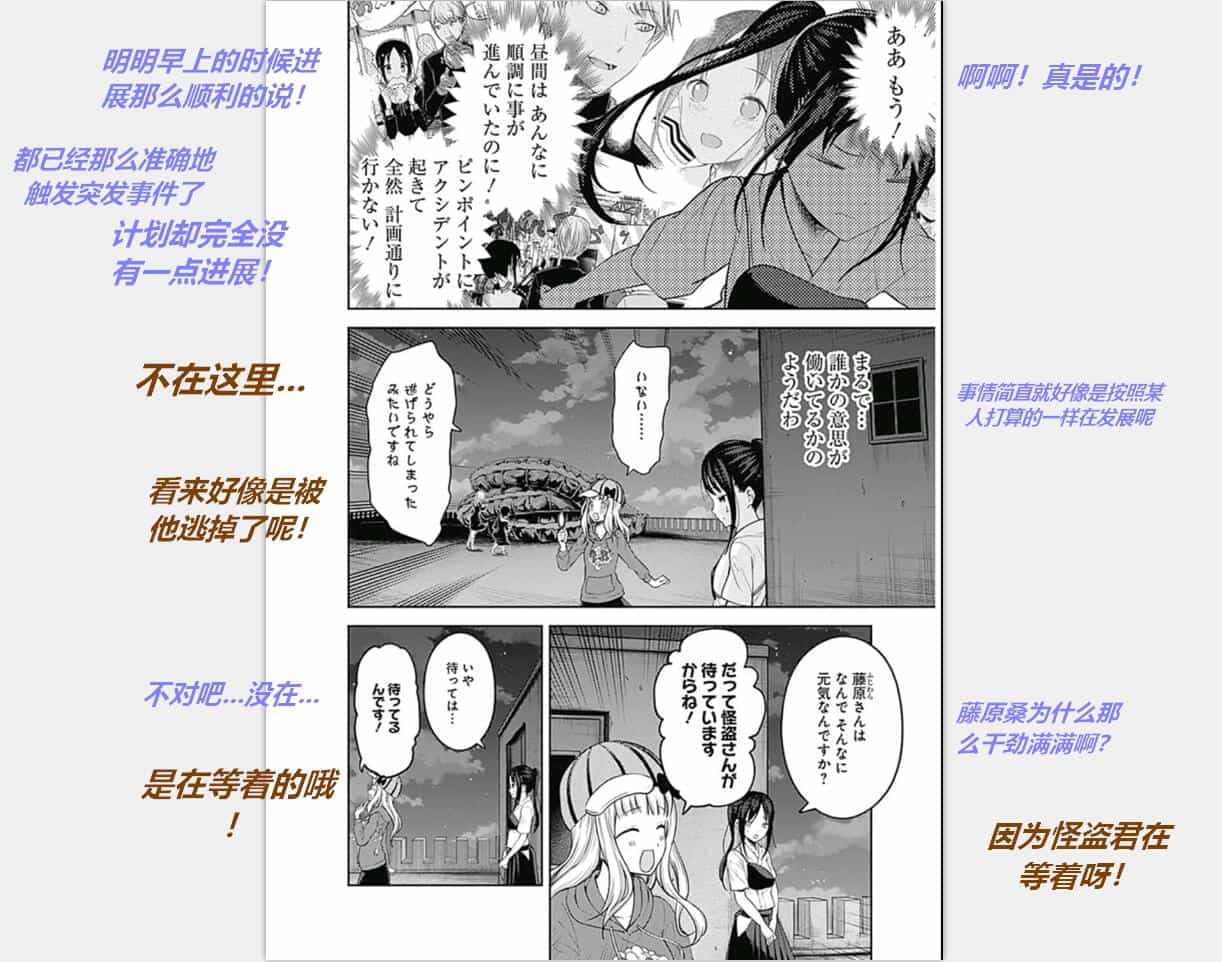 ああ もう！
昼間は あんなに
順調に事が
進んでいたのに！
ピンポイントに
アクシデントが
起きて
全然 計画通りに
行かない！
まるで…
誰かの意思が
働いてるかの
ようだわ
いない……
どうやら
逃げられてしまった
みたいですね
藤原さんは
ふじわら
なんで そんなに
元気なんですか？
だって怪盗さんが
待っています
からね！
いや
待っては…
待ってる
んです！
明明早上的时候进
展那么顺利的说！
都已经那么准确地
触发突发事件了
计划却完全没
有一点进展！
不在这里...
看来好像是被
他逃掉了呢！
不对吧...没在...
是在等着的哦
！
啊啊！真是的！
事情简直就好像是按照某
人打算的一样在发展呢
藤原桑为什么那
么干劲满满啊？
因为怪盗君在
等着呀！